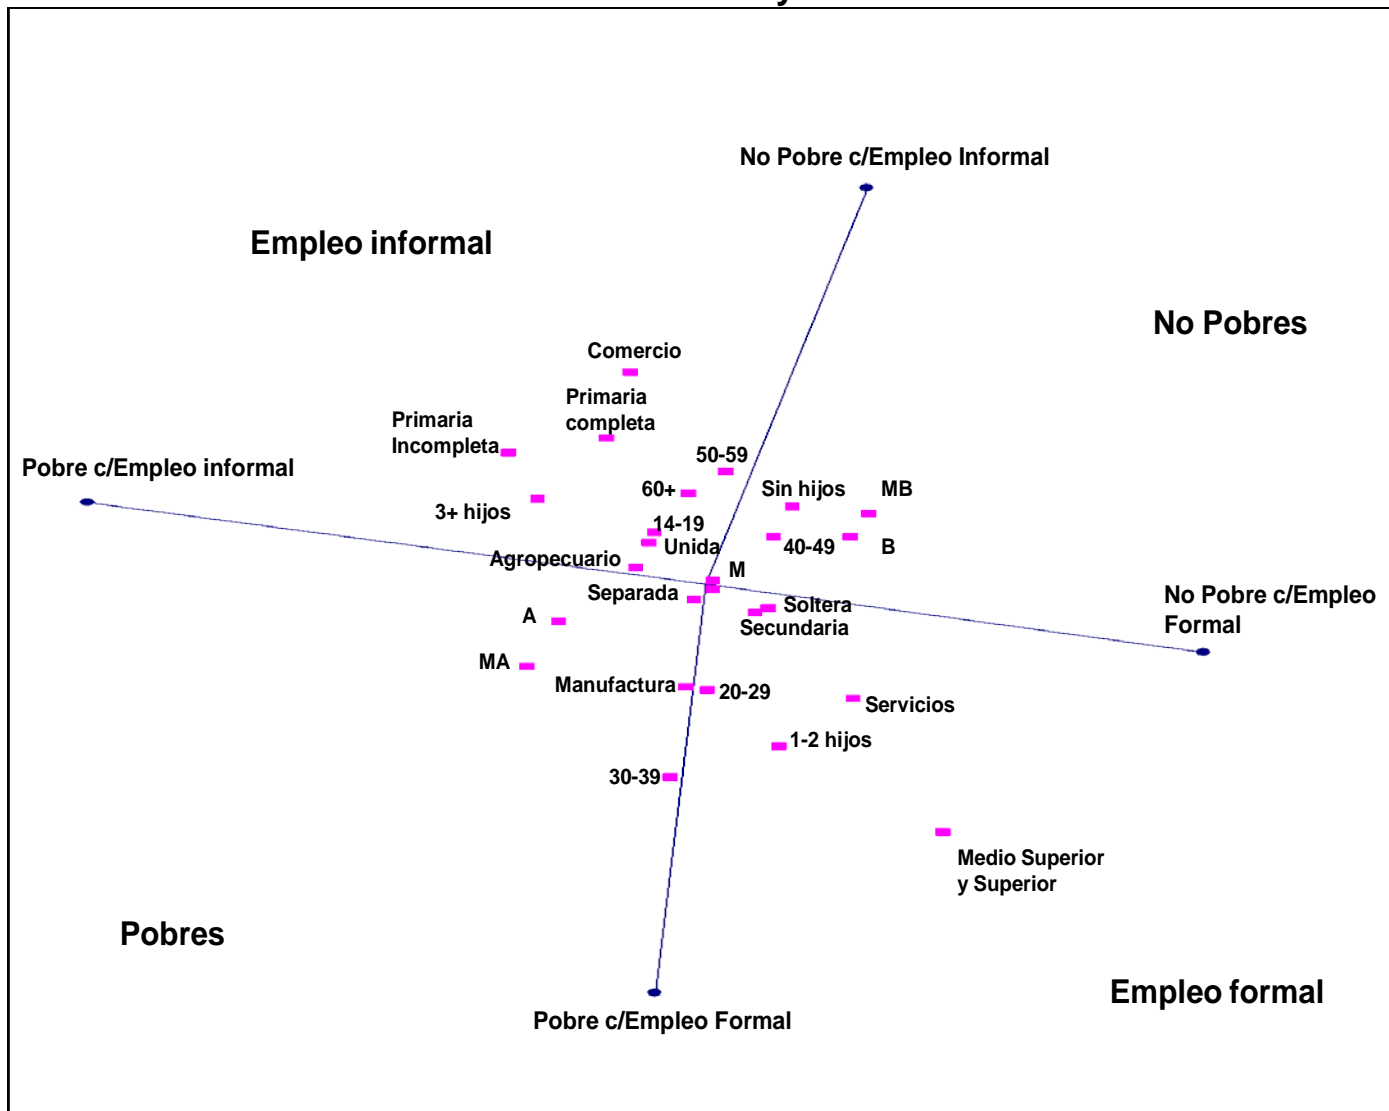 y
No Pobre c/Empleo Informal
Empleo informal
No Pobres
Comercio
Primaria
completa
Primaria
Incompleta
50-59
Pobre c/Empleo informal
60+
Sin hijos
MB
3+ hijos
14-19
Unida
40-49
B
Agropecuario
M
Separada
Soltera
No Pobre c/Empleo
Formal
A
Secundaria
MA
Manufactura
20-29
Servicios
1-2 hijos
30-39
Medio Superior
y Superior
Pobres
Empleo formal
Pobre c/Empleo Formal